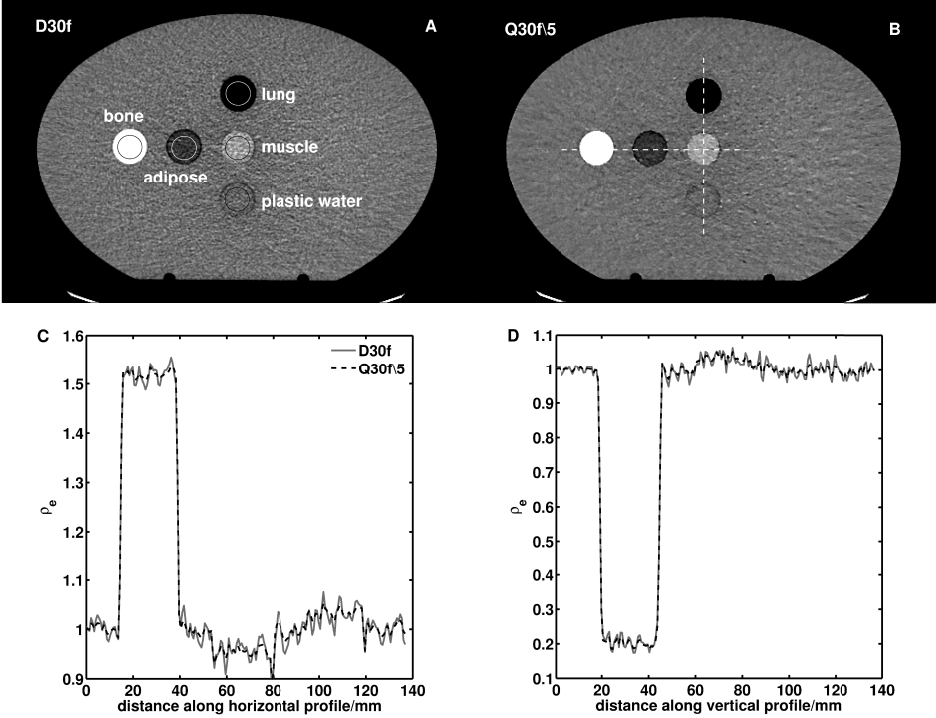 D30f
A
lung
bone
muscle
adipose
plastic water
Q30f\5
B
C
1.6
1.5
1.4
1.3
1.2
1.1
1
0.9
ρe
0 20 40 60 80 100 120 140
distance along horizontal profile/mm
D30f
Q30f\5
D
1.1
1
0.9
0.8
0.7
0.6
0.5
0.4
0.3
0.2
0.1
ρe
0 20 40 60 80 100 120 140
distance along vertical profile/mm